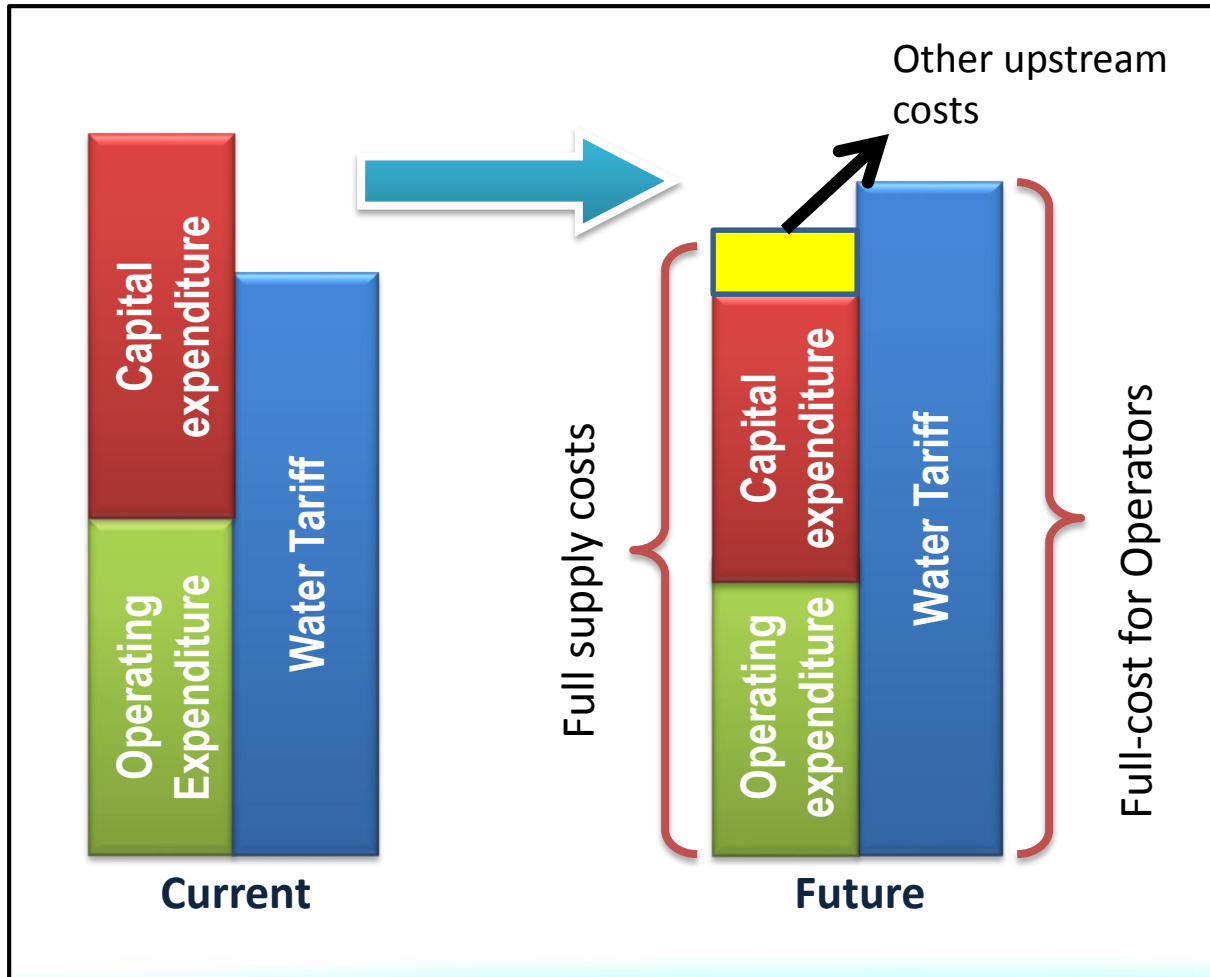 Other upstream
costs
Capital
expenditure
Operating
Expenditure
Water Tariff
Current
Full supply costs
Capital
expenditure
Operating
expenditure
Water Tariff
Full-cost for Operators
Future